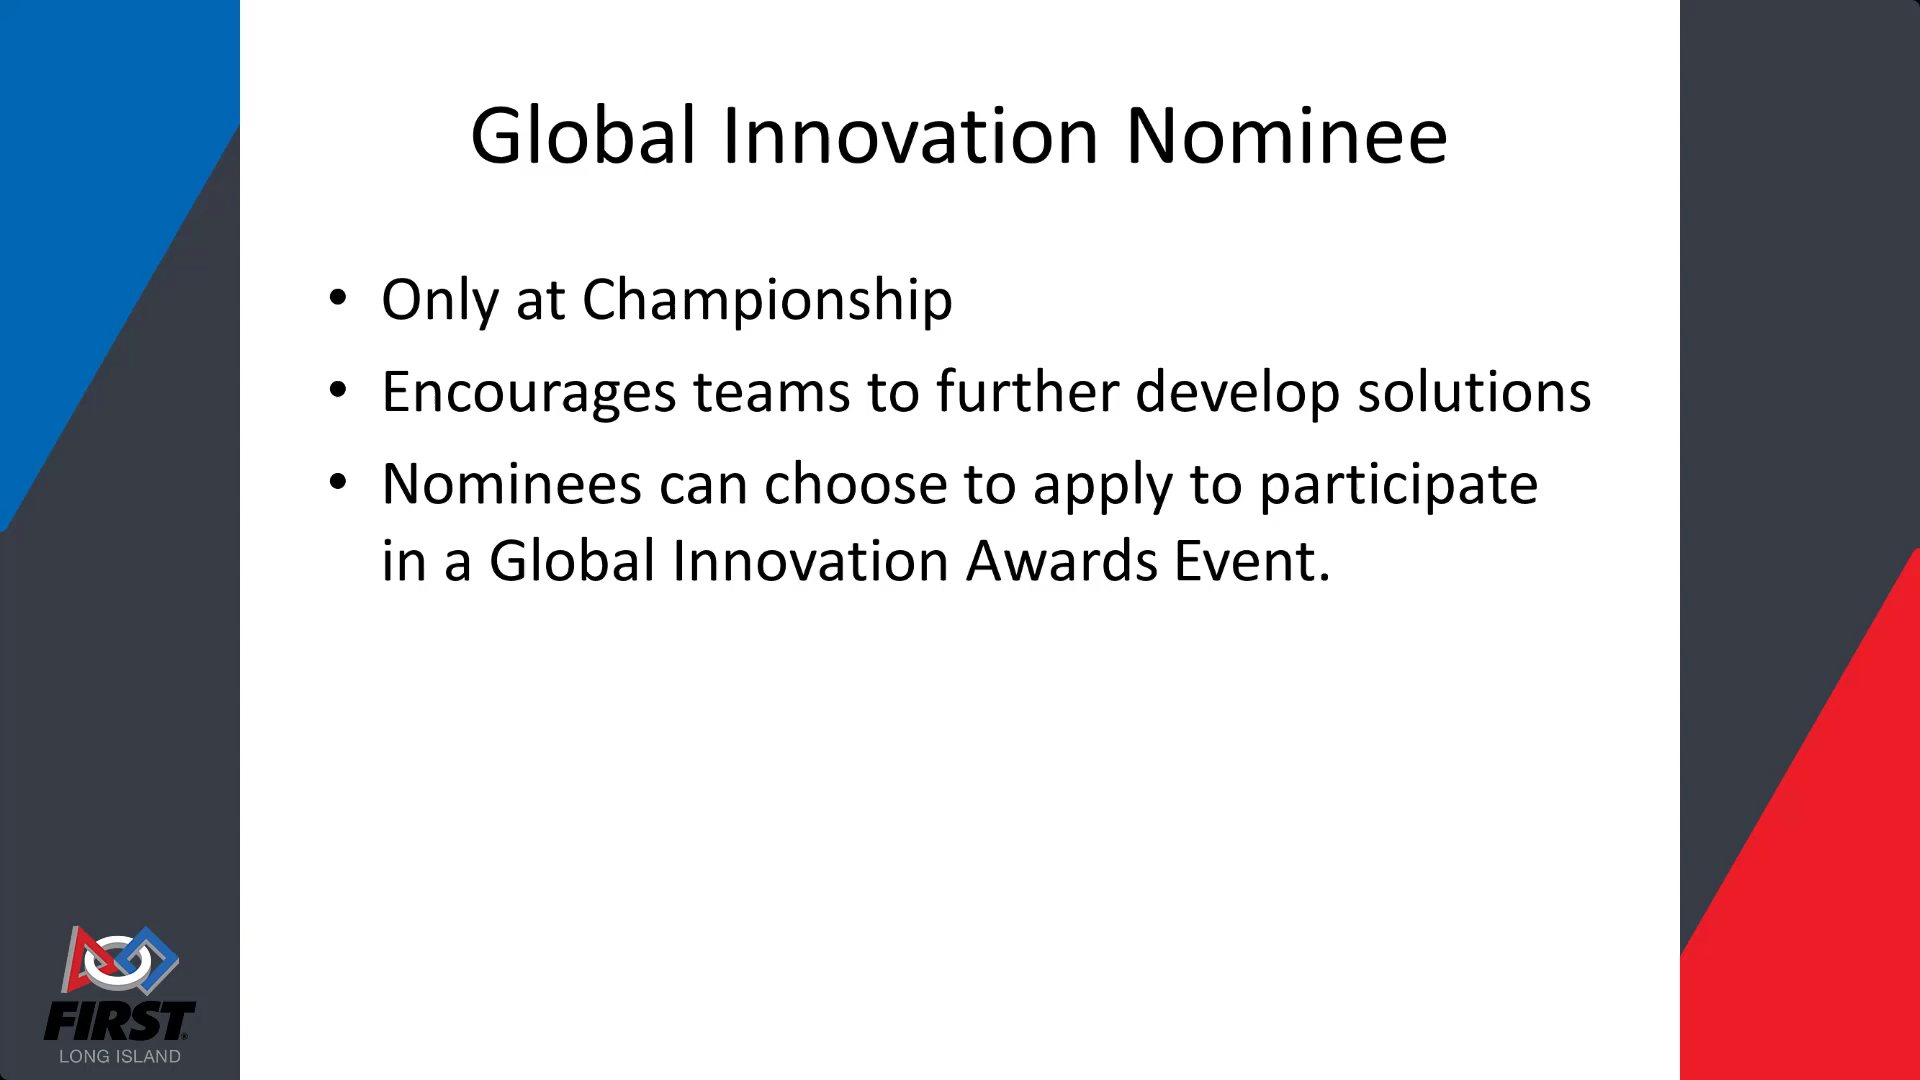 Global Innovation Nominee
• Only at Championship
• Encourages teams to further develop solutions
• Nominees can choose to apply to participate
in a Global Innovation Awards Event.
FIRST®
LONG ISLAND